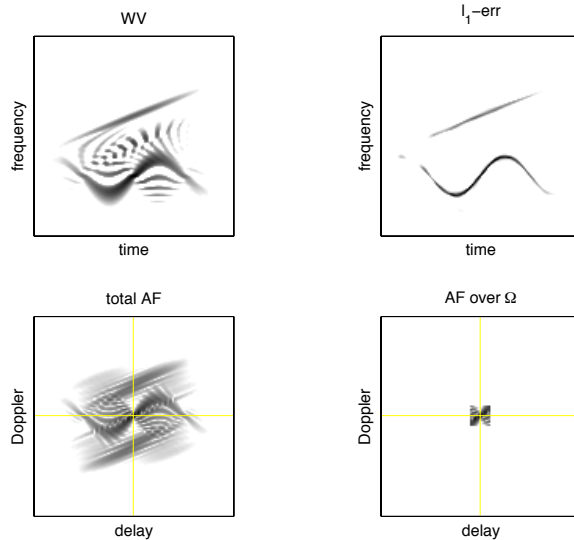 WV
l₁−err
frequency
time
frequency
time
total AF
AF over Ω
Doppler
delay
Doppler
delay